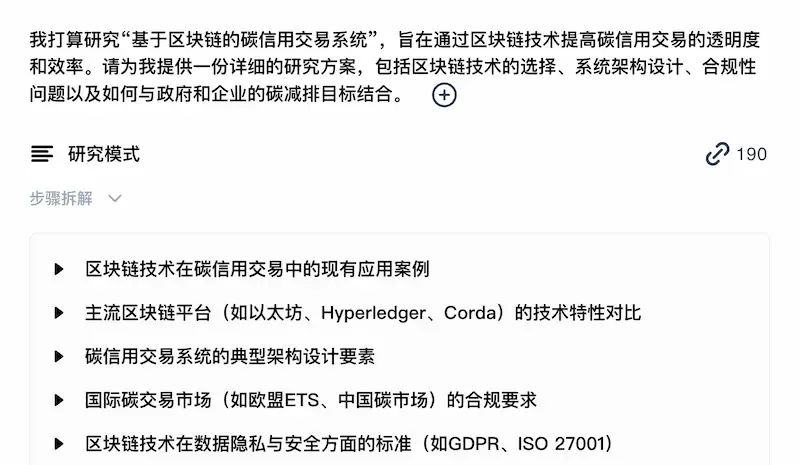 我打算研究“基于区块链的碳信用交易系统”，旨在通过区块链技术提高碳信用交易的透明度
和效率。请为我提供一份详细的研究方案，包括区块链技术的选择、系统架构设计、合规性
问题以及如何与政府和企业的碳减排目标结合。
研究模式
190
步骤拆解
区块链技术在碳信用交易中的现有应用案例
主流区块链平台（如以太坊、Hyperledger、Corda）的技术特性对比
碳信用交易系统的典型架构设计要素
国际碳交易市场（如欧盟ETS、中国碳市场）的合规要求
区块链技术在数据隐私与安全方面的标准（如GDPR、ISO 27001）